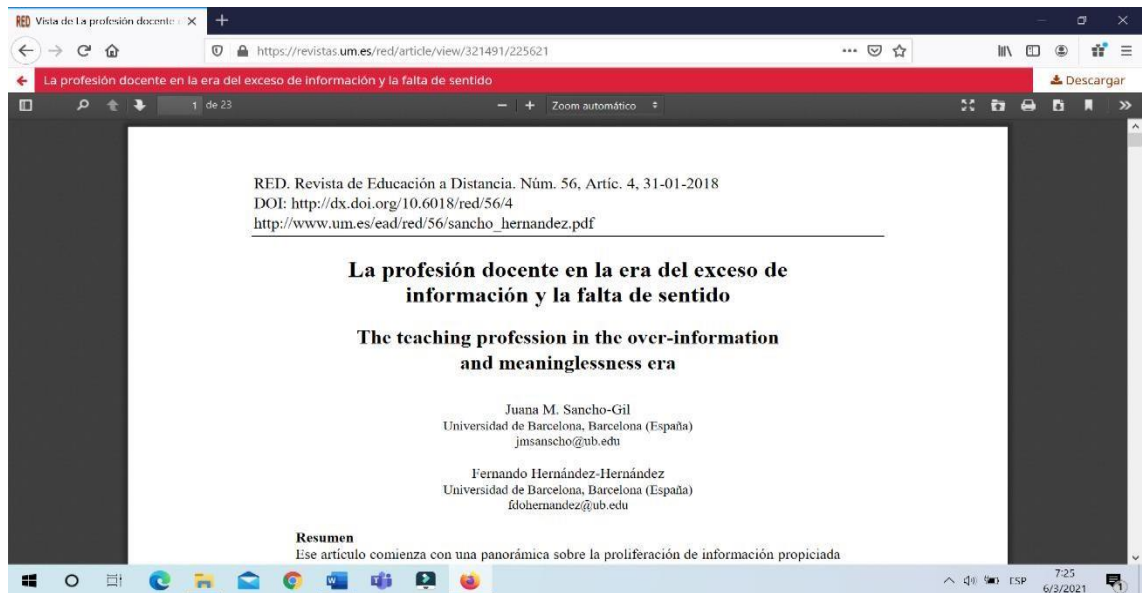 RED Vista de La profesión docente e
https://revistas.um.es/red/article/view/321491/225621
La profesión docente en la era del exceso de información y la falta de sentido
Descargar
1 de 23
Zoom automático
RED. Revista de Educación a Distancia. Núm. 56, Artíc. 4, 31-01-2018
DOI: http://dx.doi.org/10.6018/red/56/4
http://www.um.es/ead/red/56/sancho_hernandez.pdf
La profesión docente en la era del exceso de
información y la falta de sentido
The teaching profession in the over-information
and meaninglessness era
Juana M. Sancho-Gil
Universidad de Barcelona, Barcelona (España)
jmsanscho@ub.edu
Fernando Hernández-Hernández
Universidad de Barcelona, Barcelona (España)
fdohernandez@ub.edu
Resumen
Ese artículo comienza con una panorámica sobre la proliferación de información propiciada
ESP
7:25
6/3/2021